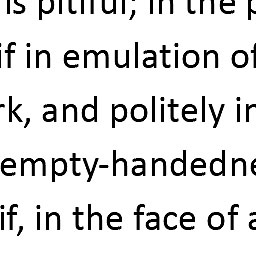 is pitiful; in the
if in emulation of
rk, and politely in
empty-handedne
if, in the face of a